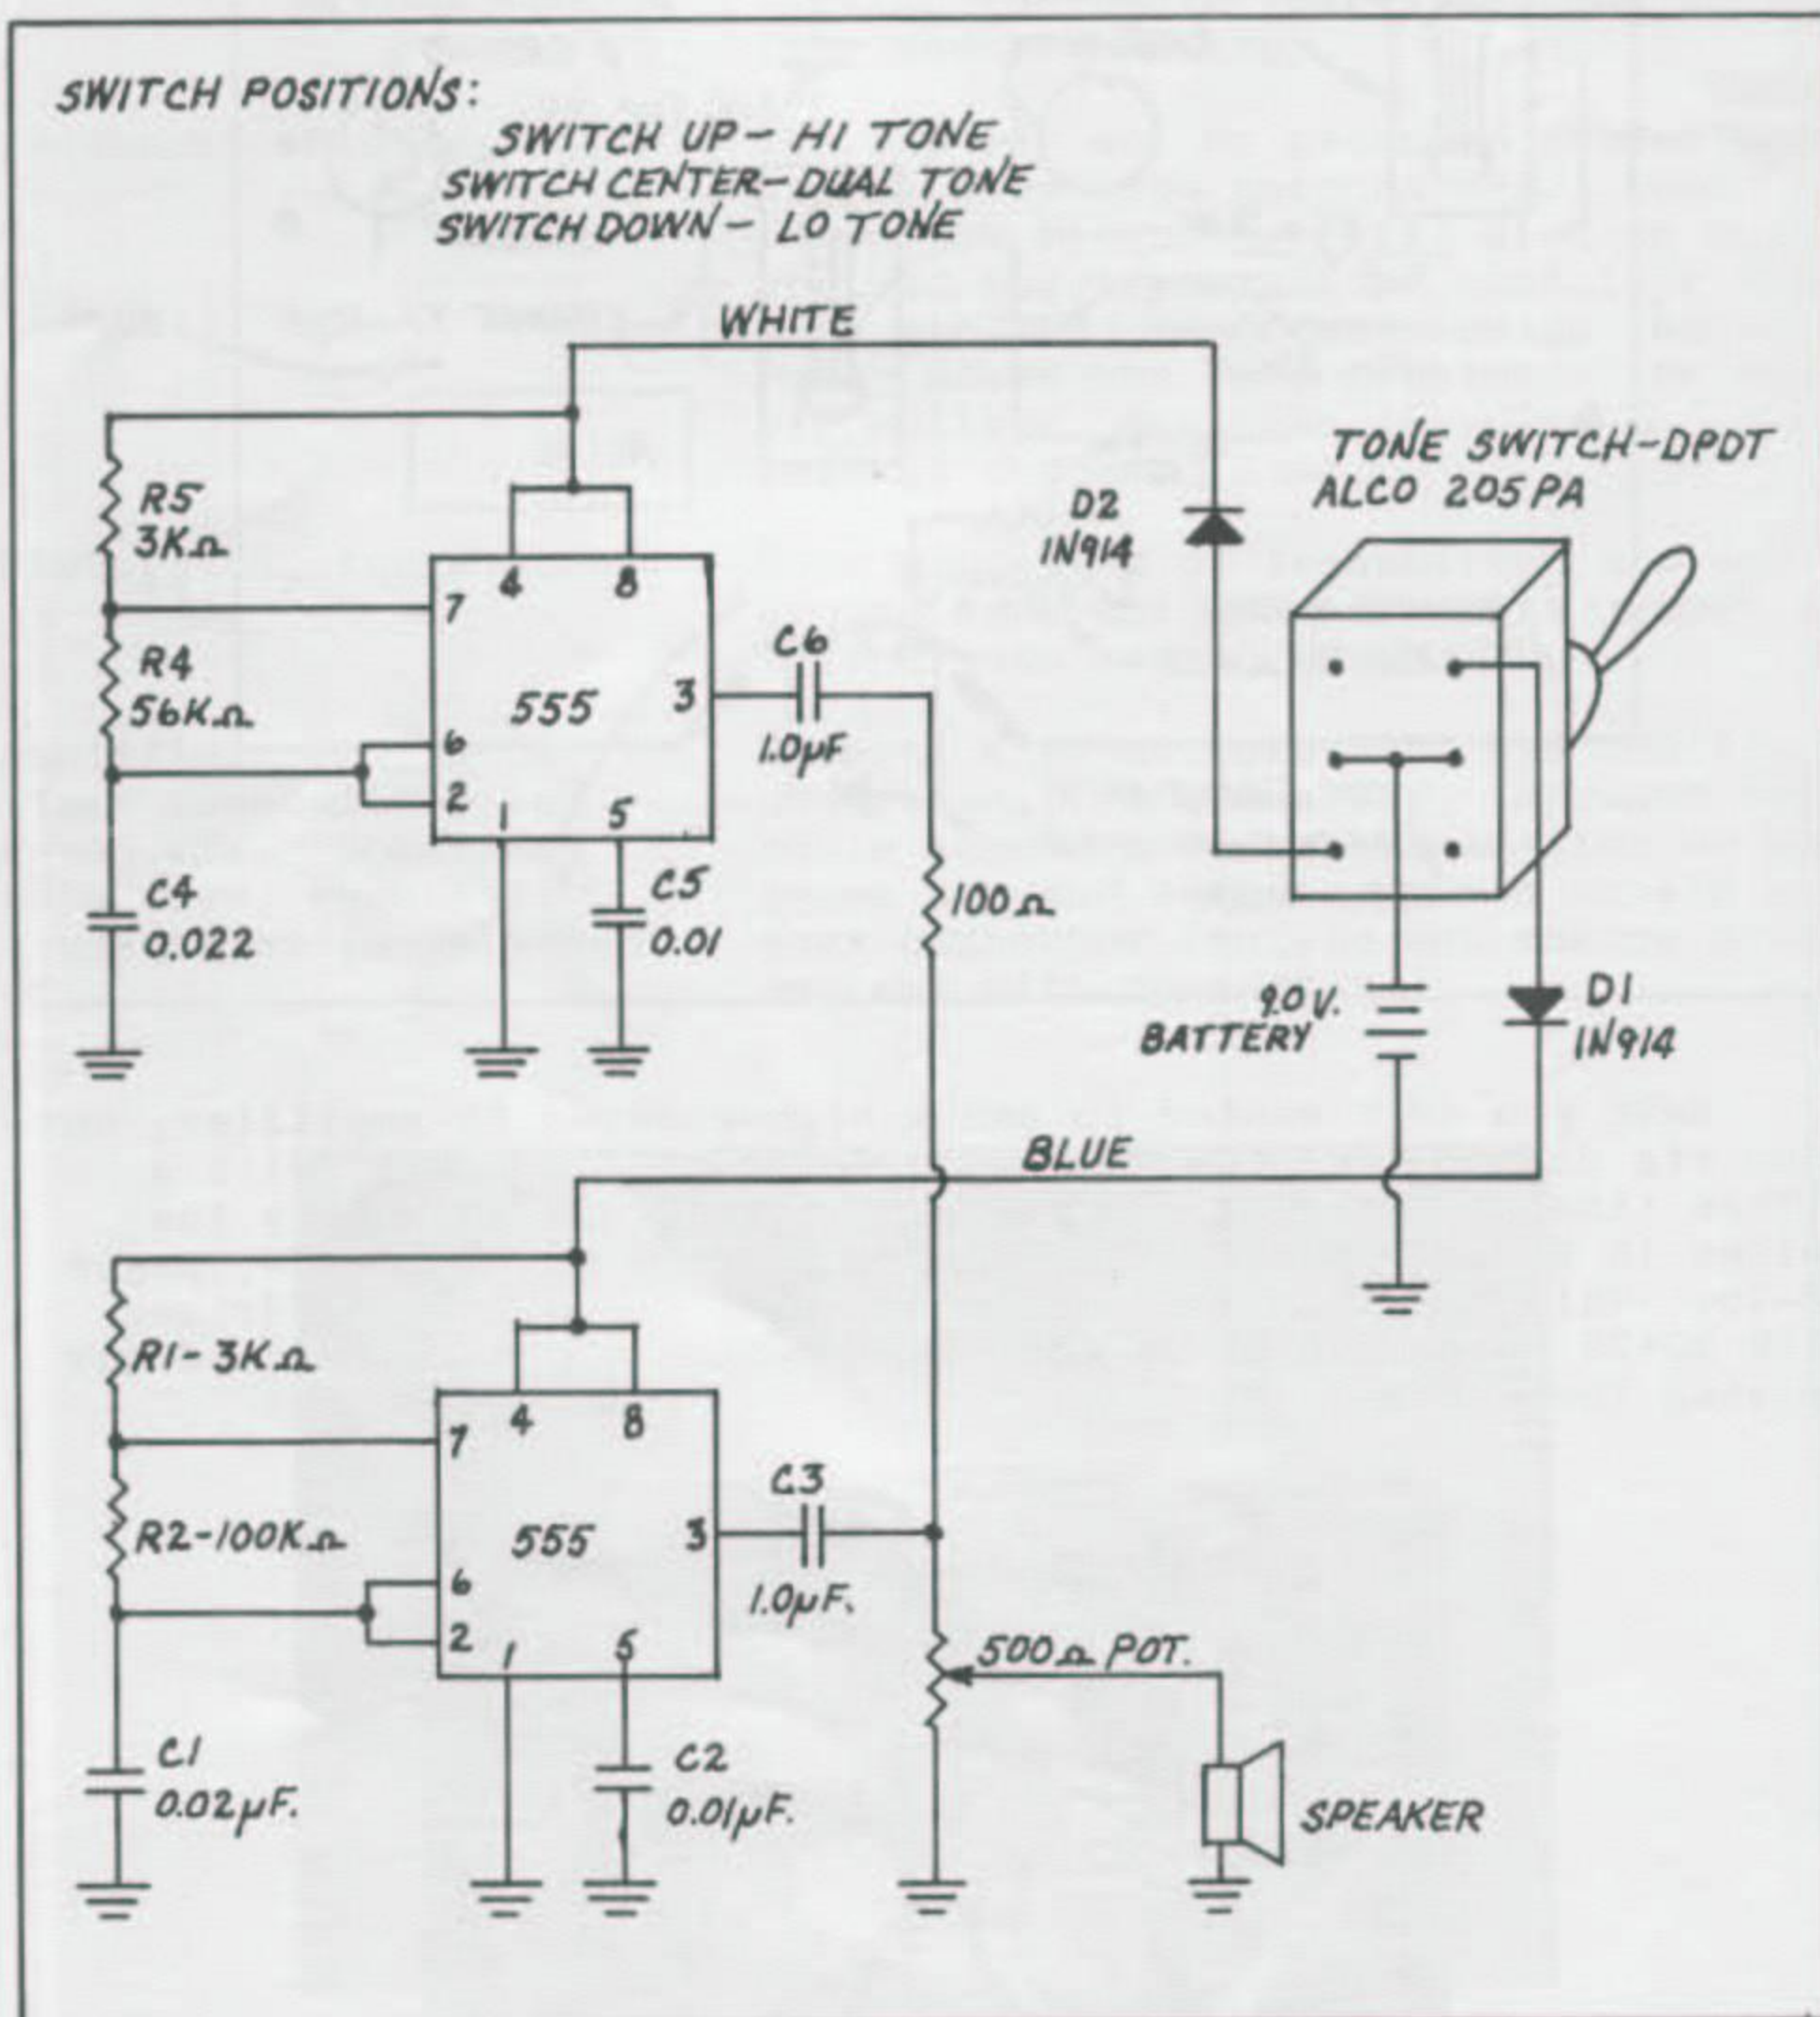 SWITCH POSITIONS:
SWITCH UP - HI TONE
SWITCH CENTER - DUAL TONE
SWITCH DOWN - LO TONE
WHITE
TONE SWITCH-DPDT
ALCO 205PA
D2
1N914
R5
3KΩ
4
8
7
R4
56KΩ
555
3
C6
1.0µF
6
2
1
5
C4
0.022
C5
0.01
100Ω
9.0 V.
BATTERY
D1
1N914
BLUE
R1-3KΩ
4
8
7
R2-100KΩ
555
3
C3
1.0µF.
6
2
1
5
500Ω POT.
C1
0.02µF.
C2
0.01µF.
SPEAKER